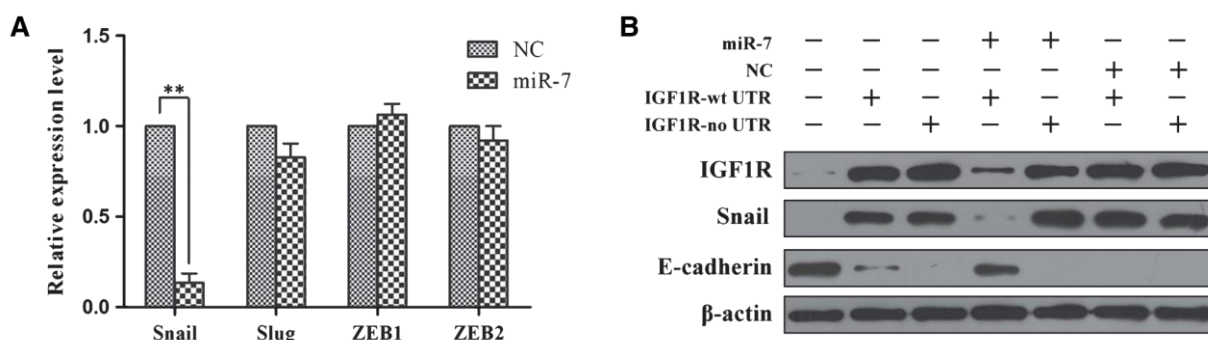 A
1.5
1.0
0.5
0.0
Relative expression level
**
NC
miR-7
Snail Slug ZEB1 ZEB2
B
miR-7 − − − + + − −
NC − − − − − + +
IGF1R-wt UTR − + − + − + −
IGF1R-no UTR − − + − + − +
IGF1R
Snail
E-cadherin
β-actin